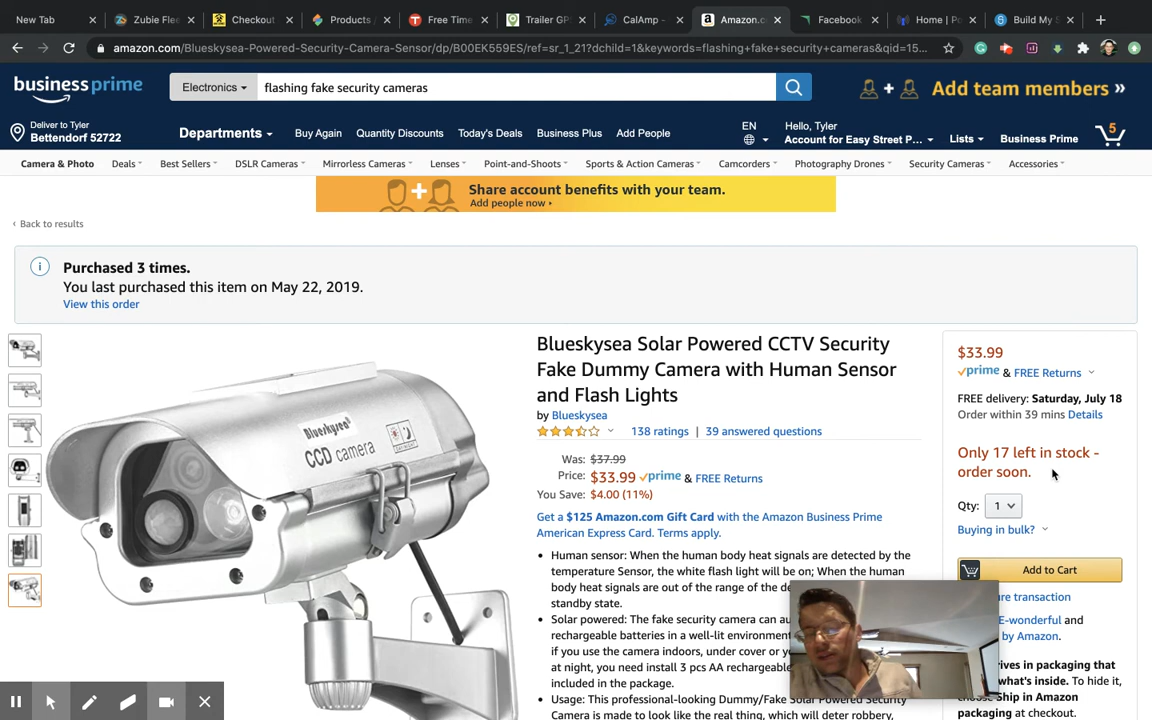 New Tab
Zubie Flee
Checkout
Products /
Free Time
Trailer GP
CalAmp -
Amazon.c
Facebook
Home | Po
Build My S
amazon.com/Blueskysea-Powered-Security-Camera-Sensor/dp/B00EK559ES/ref=sr_1_21?dchild=1&keywords=flashing+fake+security+cameras&qid=15...
business prime
Electronics
flashing fake security cameras
Add team members »
Deliver to Tyler
Bettendorf 52722
Departments
Buy Again
Quantity Discounts
Today's Deals
Business Plus
Add People
EN
Hello, Tyler
Account for Easy Street P...
Lists
Business Prime
5
Camera & Photo
Deals
Best Sellers
DSLR Cameras
Mirrorless Cameras
Lenses
Point-and-Shoots
Sports & Action Cameras
Camcorders
Photography Drones
Security Cameras
Accessories
Share account benefits with your team.
Add people now
‹ Back to results
Purchased 3 times.
You last purchased this item on May 22, 2019.
View this order
Blueskysea
CCD camera
Blueskysea Solar Powered CCTV Security
Fake Dummy Camera with Human Sensor
and Flash Lights
by Blueskysea
138 ratings | 39 answered questions
Was: $37.99
Price: $33.99 prime & FREE Returns
You Save: $4.00 (11%)
Get a $125 Amazon.com Gift Card with the Amazon Business Prime
American Express Card. Terms apply.
• Human sensor: When the human body heat signals are detected by the
temperature Sensor, the white flash light will be on; When the human
body heat signals are out of the range of the de
standby state.
• Solar powered: The fake security camera can au
rechargeable batteries in a well-lit environment
if you use the camera indoors, under cover or y
at night, you need install 3 pcs AA rechargeable
included in the package.
• Usage: This professional-looking Dummy/Fake Solar Powered Security
Camera is made to look like the real thing, which will deter robbery,
$33.99
prime & FREE Returns
FREE delivery: Saturday, July 18
Order within 39 mins Details
Only 17 left in stock -
order soon.
Qty: 1
Buying in bulk?
Add to Cart
ure transaction
E-wonderful and
by Amazon.
rives in packaging that
what's inside. To hide it,
choose Ship in Amazon
packaging at checkout.